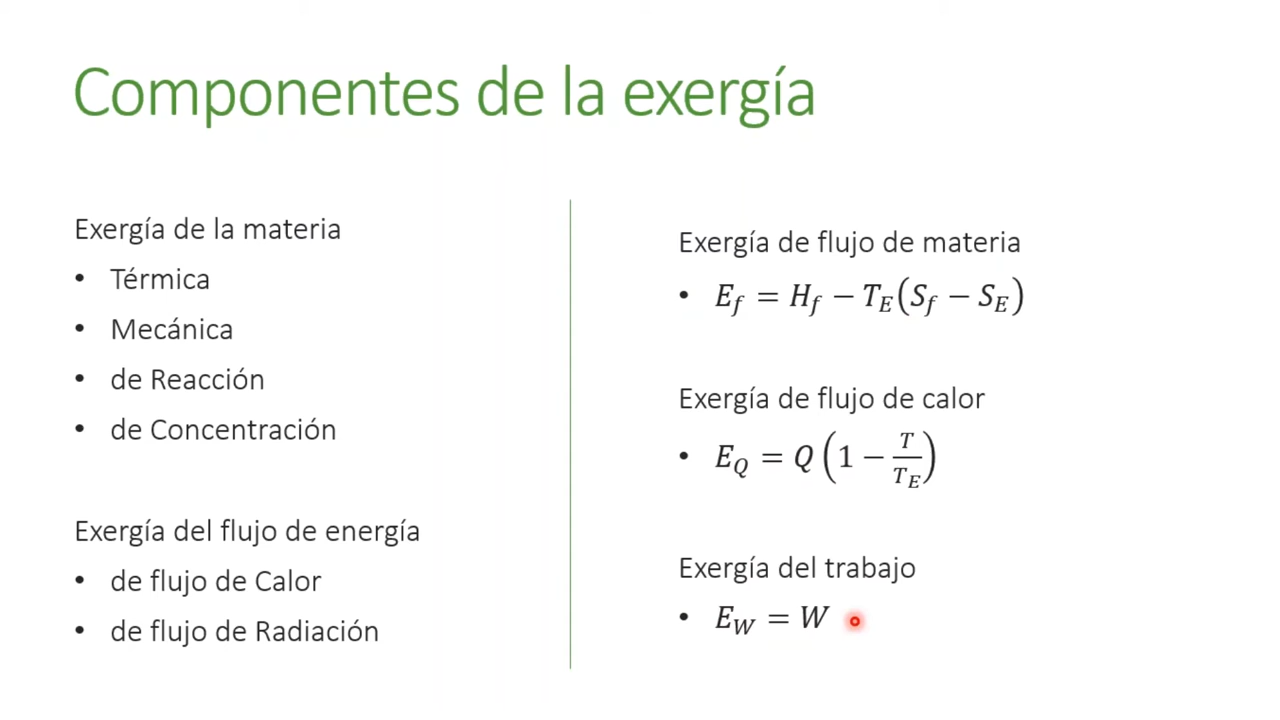 Componentes de la exergía
Exergía de la materia
• Térmica
• Mecánica
• de Reacción
• de Concentración
Exergía del flujo de energía
• de flujo de Calor
• de flujo de Radiación
Exergía de flujo de materia
• E_f = H_f − T_E(S_f − S_E)
Exergía de flujo de calor
• E_Q = Q(1 − T/T_E)
Exergía del trabajo
• E_W = W